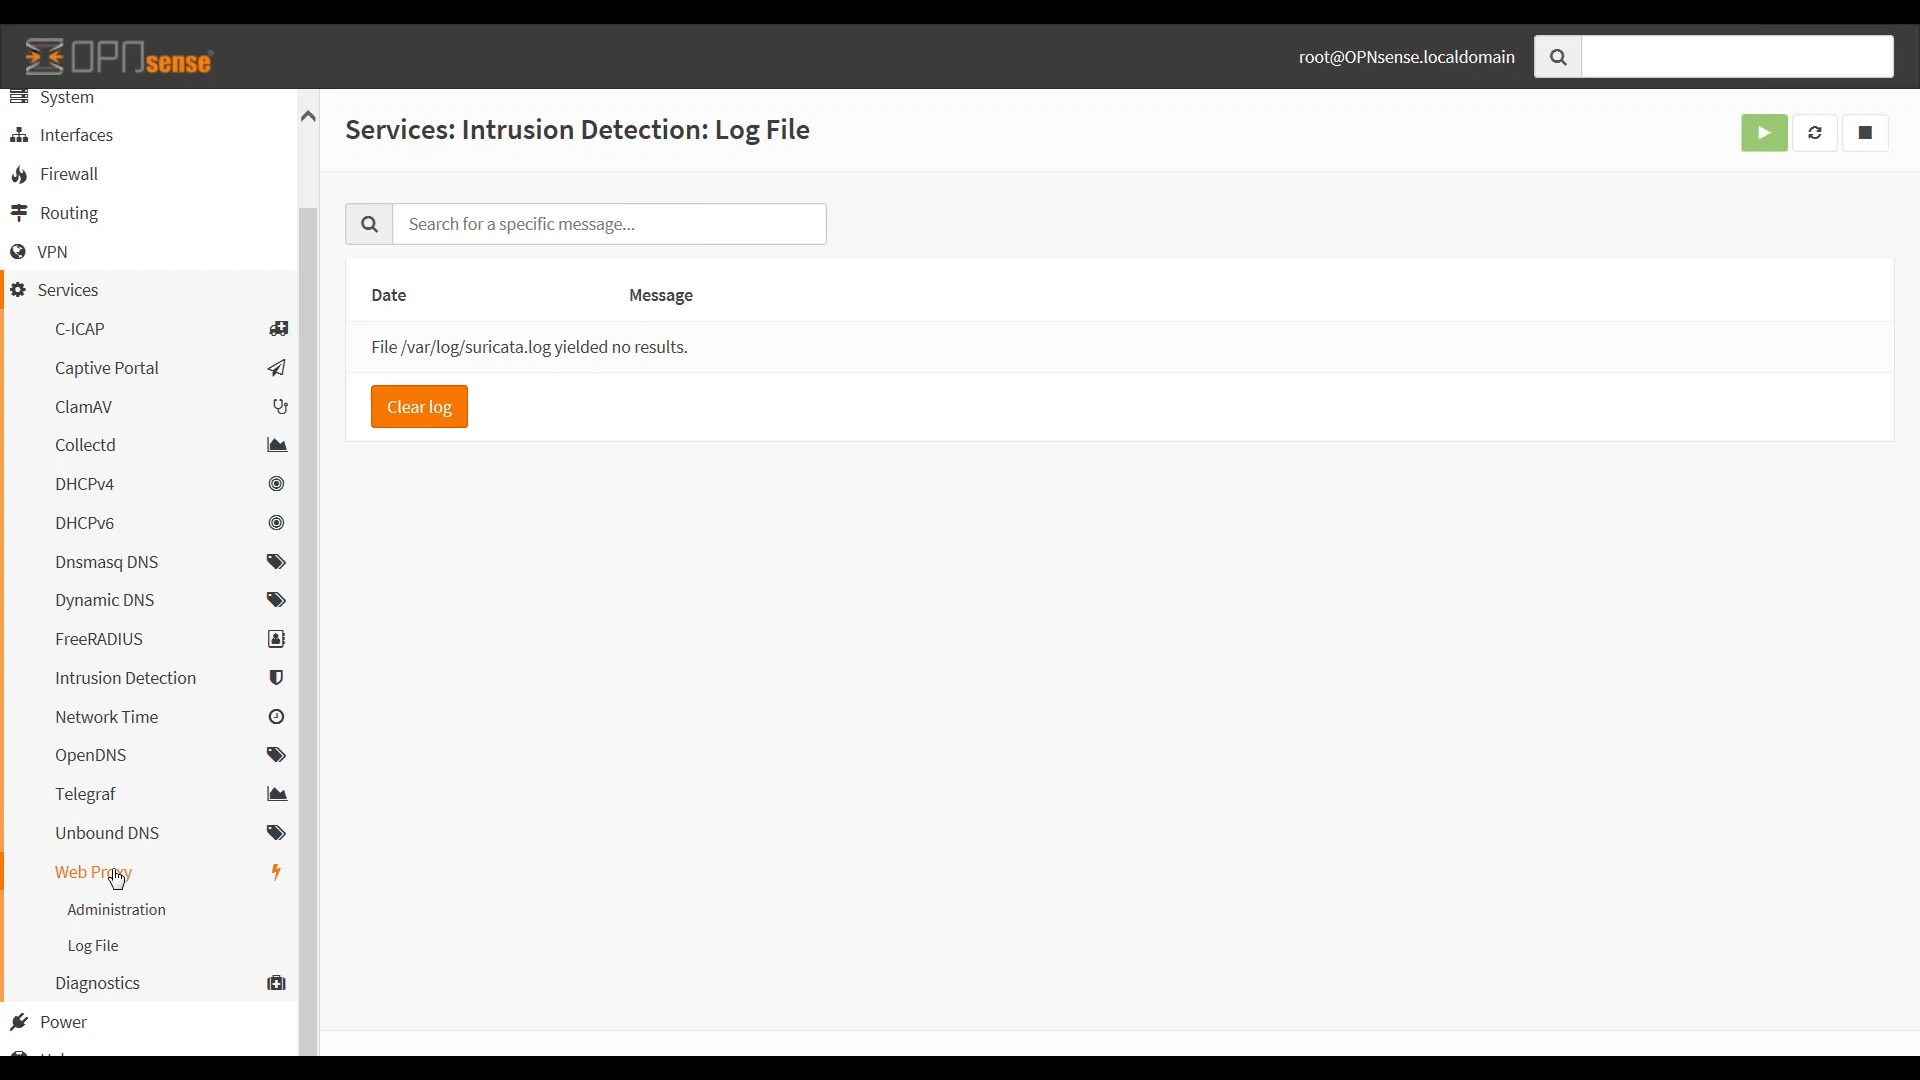 OPNsense
root@OPNsense.localdomain
System
Interfaces
Firewall
Routing
VPN
Services
C-ICAP
Captive Portal
ClamAV
Collectd
DHCPv4
DHCPv6
Dnsmasq DNS
Dynamic DNS
FreeRADIUS
Intrusion Detection
Network Time
OpenDNS
Telegraf
Unbound DNS
Web Proxy
Administration
Log File
Diagnostics
Power
Services: Intrusion Detection: Log File
Search for a specific message...
Date Message
File /var/log/suricata.log yielded no results.
Clear log